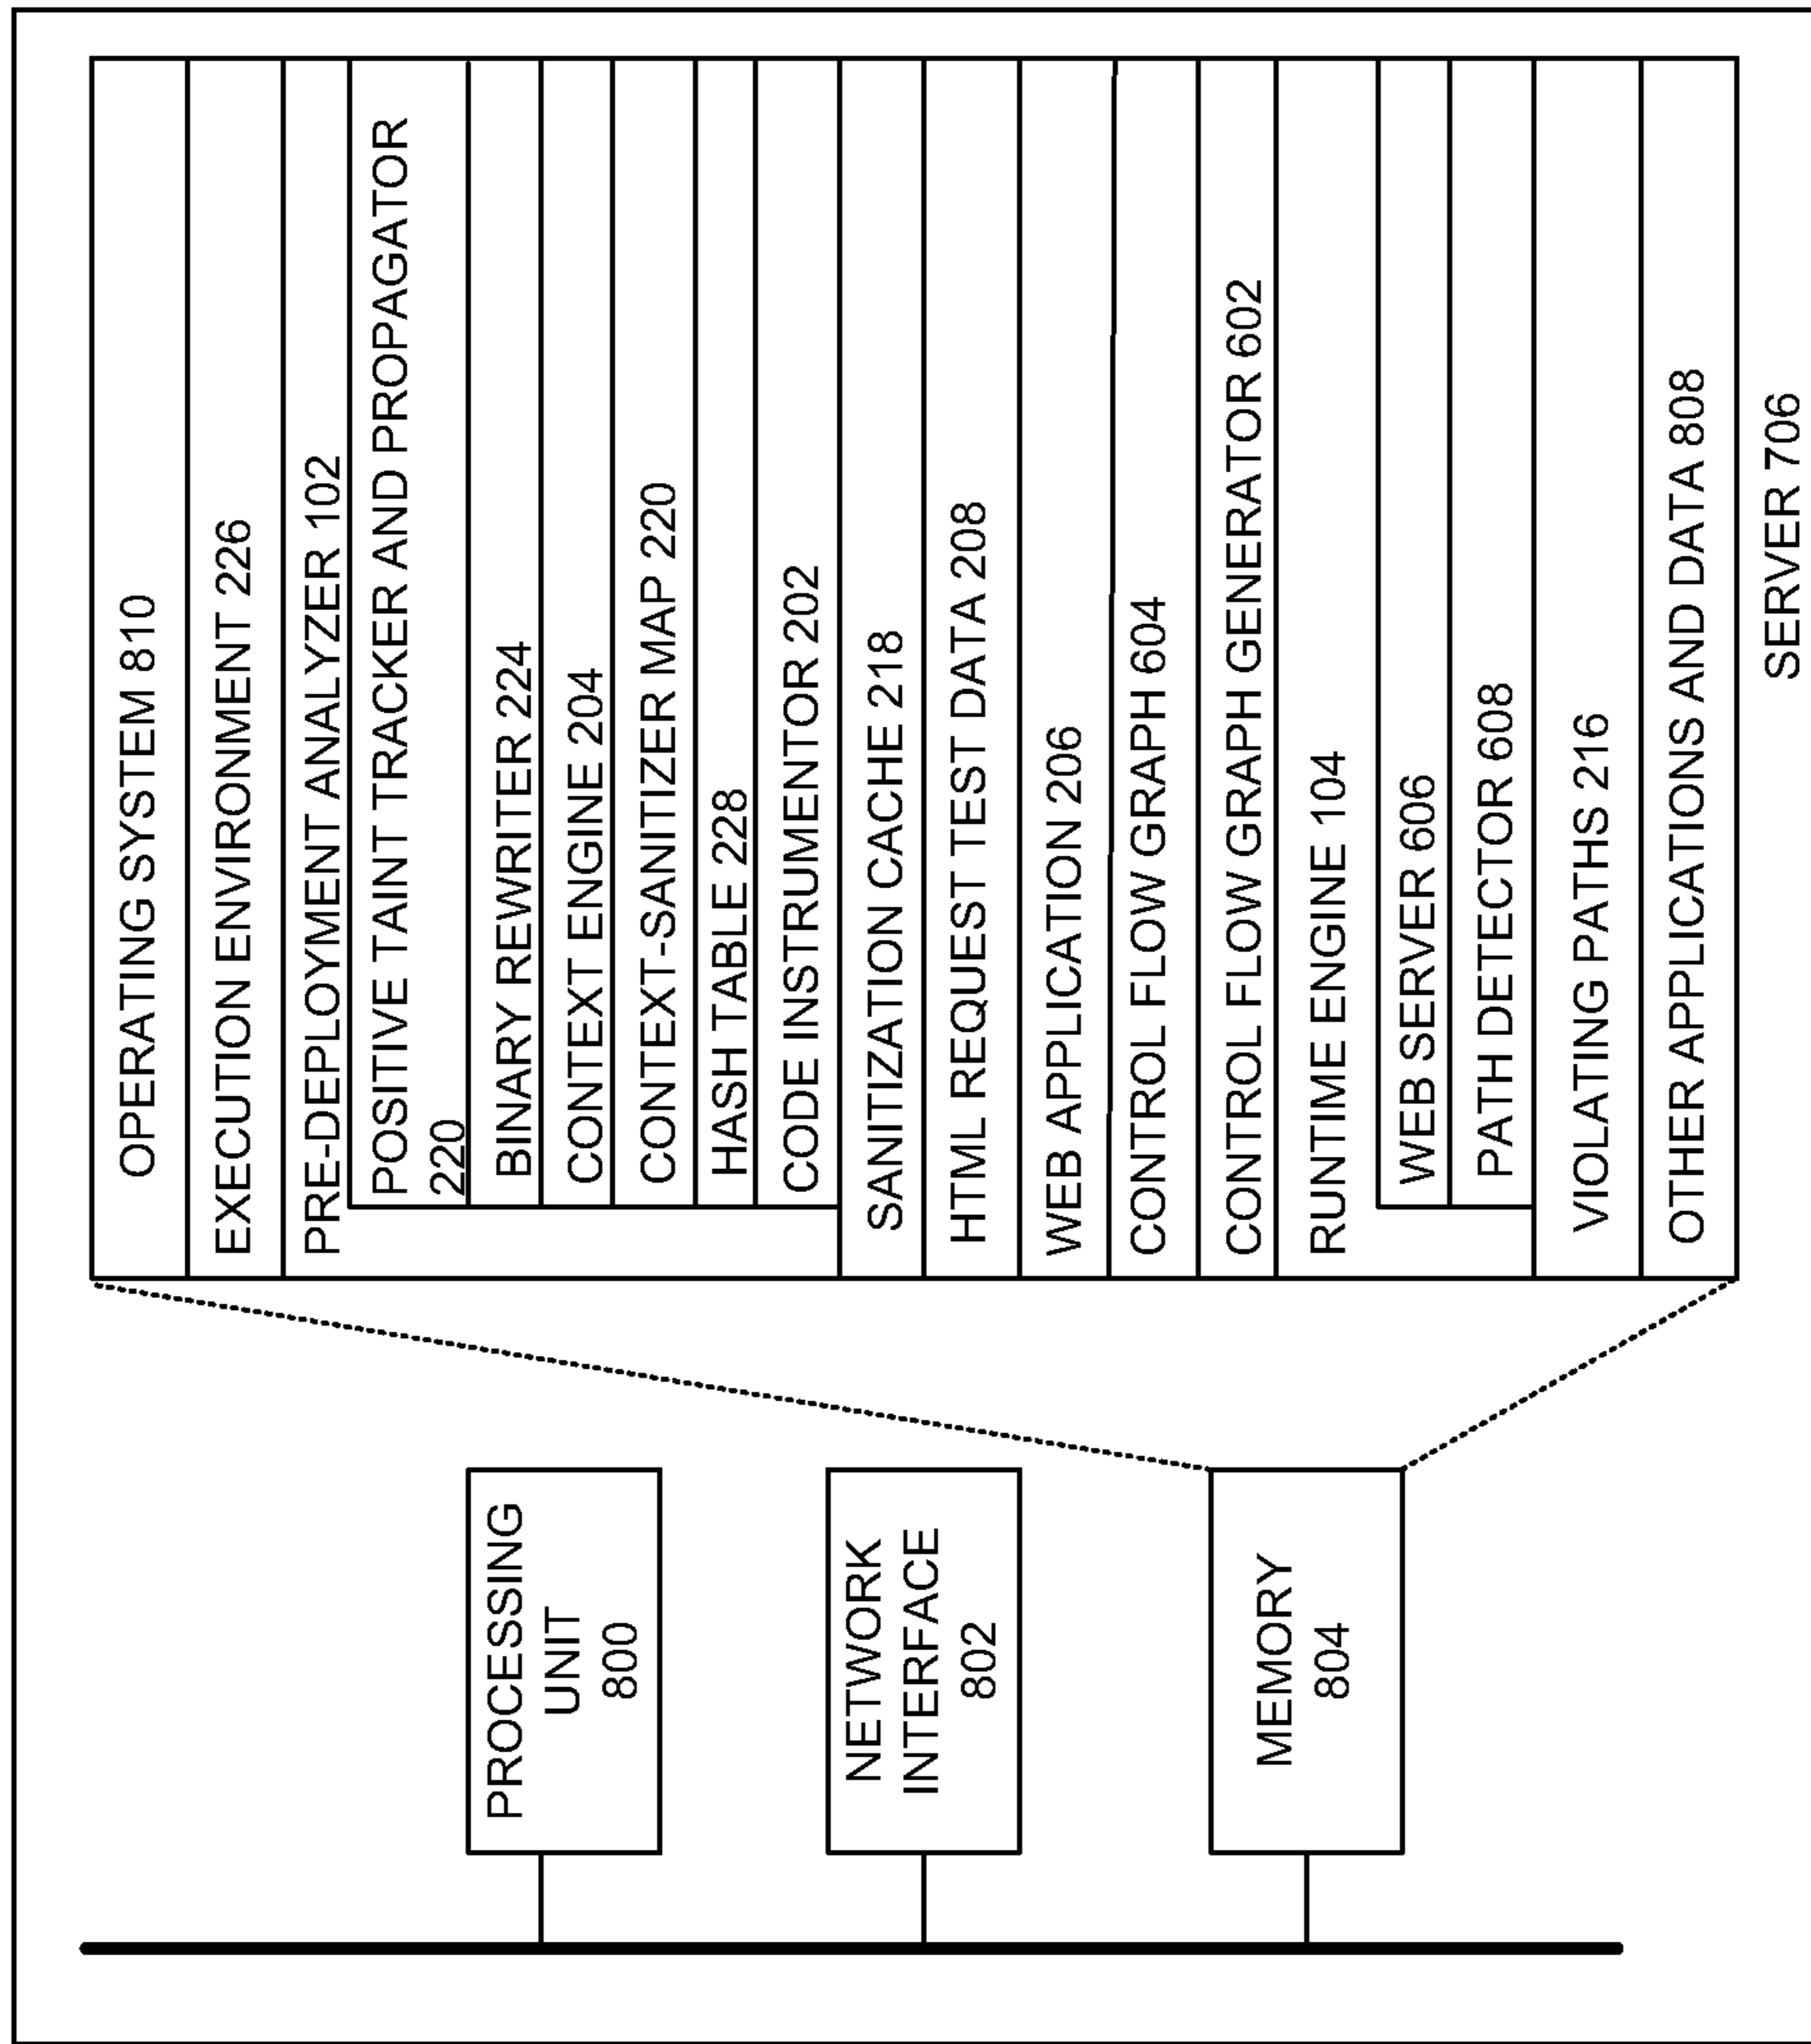 PROCESSING
UNIT
800
NETWORK
INTERFACE
802
MEMORY
804
OPERATING SYSTEM 810
EXECUTION ENVIRONMENT 226
PRE-DEPLOYMENT ANALYZER 102
POSITIVE TAINT TRACKER AND PROPAGATOR
220
BINARY REWRITER 224
CONTEXT ENGINE 204
CONTEXT-SANITIZER MAP 220
HASH TABLE 228
CODE INSTRUMENTOR 202
SANITIZATION CACHE 218
HTML REQUEST TEST DATA 208
WEB APPLICATION 206
CONTROL FLOW GRAPH 604
CONTROL FLOW GRAPH GENERATOR 602
RUNTIME ENGINE 104
WEB SERVER 606
PATH DETECTOR 608
VIOLATING PATHS 216
OTHER APPLICATIONS AND DATA 808
SERVER 706